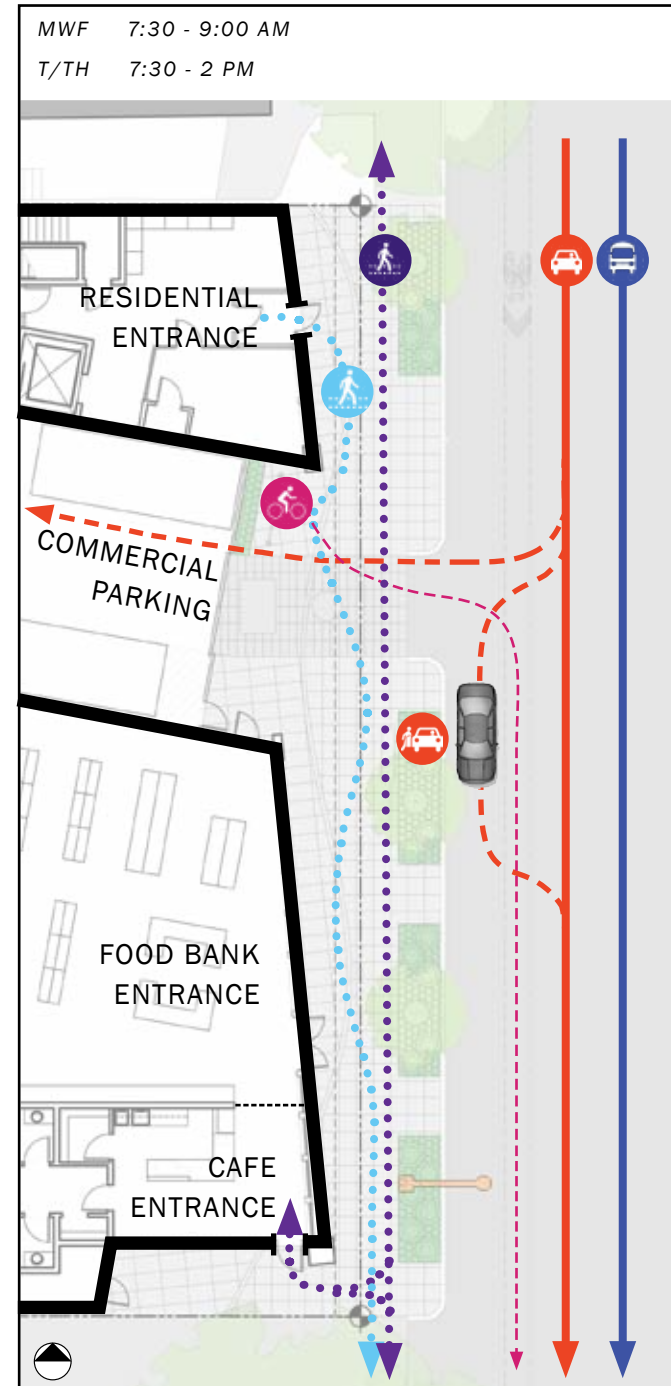 MWF 7:30 - 9:00 AM
T/TH 7:30 - 2 PM
RESIDENTIAL
ENTRANCE
COMMERCIAL
PARKING
FOOD BANK
ENTRANCE
CAFE
ENTRANCE